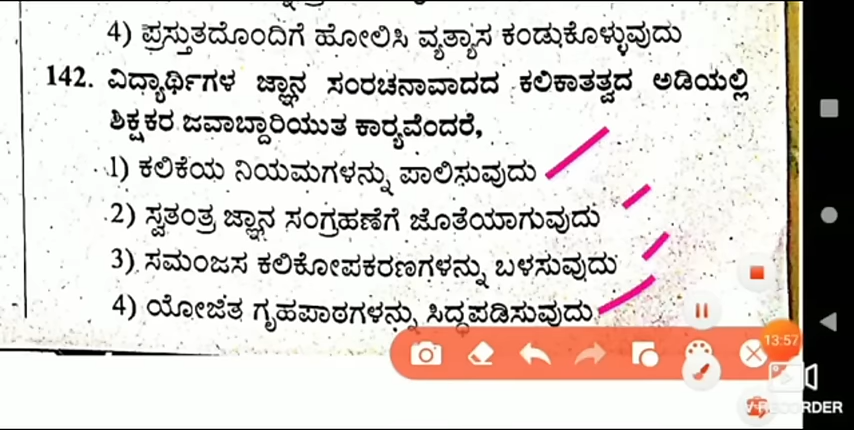 4) ಪ್ರಸ್ತುತದೊಂದಿಗೆ ಹೋಲಿಸಿ ವ್ಯತ್ಯಾಸ ಕಂಡುಕೊಳ್ಳುವುದು
142. ವಿದ್ಯಾರ್ಥಿಗಳ ಜ್ಞಾನ ಸಂರಚನಾವಾದದ ಕಲಿಕಾತತ್ವದ ಅಡಿಯಲ್ಲಿ
ಶಿಕ್ಷಕರ ಜವಾಬ್ದಾರಿಯುತ ಕಾರ್‍ಯವೆಂದರೆ,
1) ಕಲಿಕೆಯ ನಿಯಮಗಳನ್ನು ಪಾಲಿಸುವುದು
2) ಸ್ವತಂತ್ರ ಜ್ಞಾನ ಸಂಗ್ರಹಣೆಗೆ ಜೊತೆಯಾಗುವುದು
3) ಸಮಂಜಸ ಕಲಿಕೋಪಕರಣಗಳನ್ನು ಬಳಸುವುದು
4) ಯೋಜಿತ ಗೃಹಪಾಠಗಳನ್ನು ಸಿದ್ಧಪಡಿಸುವುದು
13:57